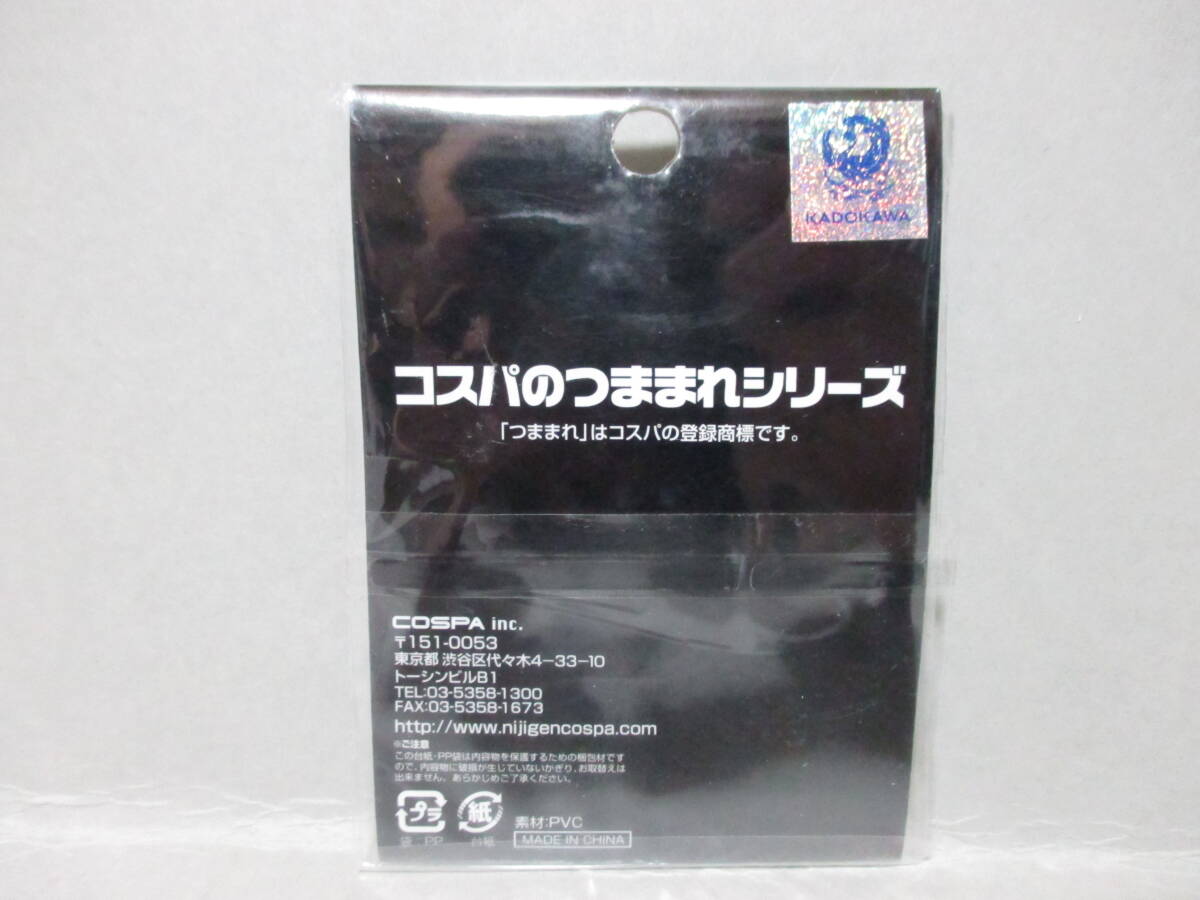 KADOKAWA
コスパのつままれシリーズ
「つままれ」はコスパの登録商標です。
COSPA inc.
〒151-0053
東京都 渋谷区代々木4-33-10
トーシンビルB1
TEL:03-5358-1300
FAX:03-5358-1673
http://www.nijigencospa.com
※ご注意
この台紙・PP袋は内容物を保護するための梱包材です
ので、内容物に破損が生じていないかぎり、お取替えは
出来ません。あらかじめご了承ください。
プラ 紙 素材:PVC
袋 PP 台紙 MADE IN CHINA